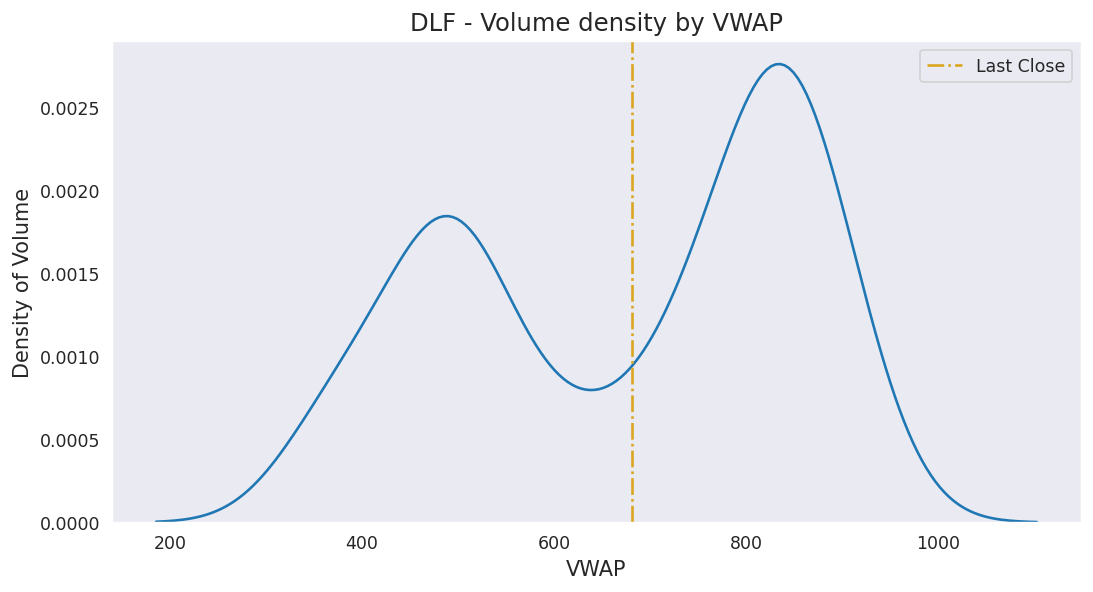 DLF - Volume density by VWAP
Last Close
Density of Volume
0.0025
0.0020
0.0015
0.0010
0.0005
0.0000
200 400 600 800 1000
VWAP